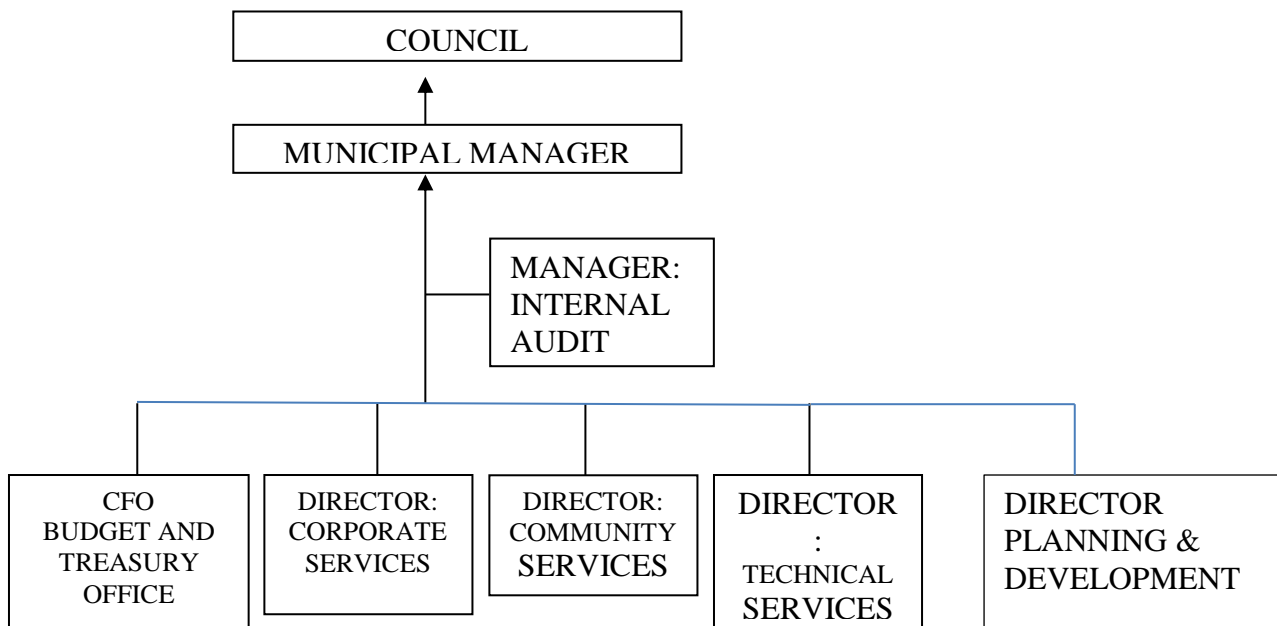 COUNCIL
MUNICIPAL MANAGER
MANAGER:
INTERNAL
AUDIT
CFO
BUDGET AND
TREASURY
OFFICE
DIRECTOR:
CORPORATE
SERVICES
DIRECTOR:
COMMUNITY
SERVICES
DIRECTOR
:
TECHNICAL
SERVICES
DIRECTOR
PLANNING &
DEVELOPMENT